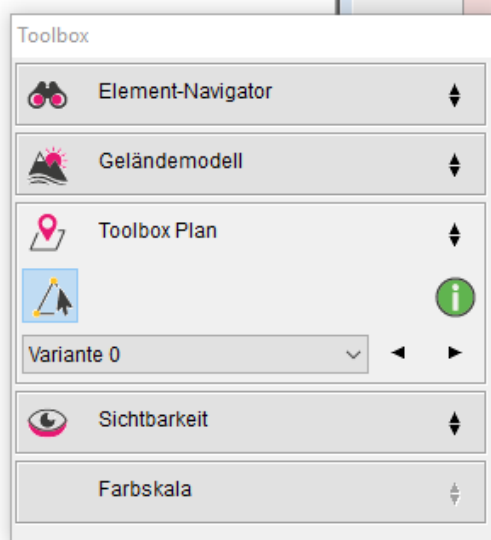 Toolbox
Element-Navigator
Geländemodell
Toolbox Plan
Variante 0
Sichtbarkeit
Farbskala